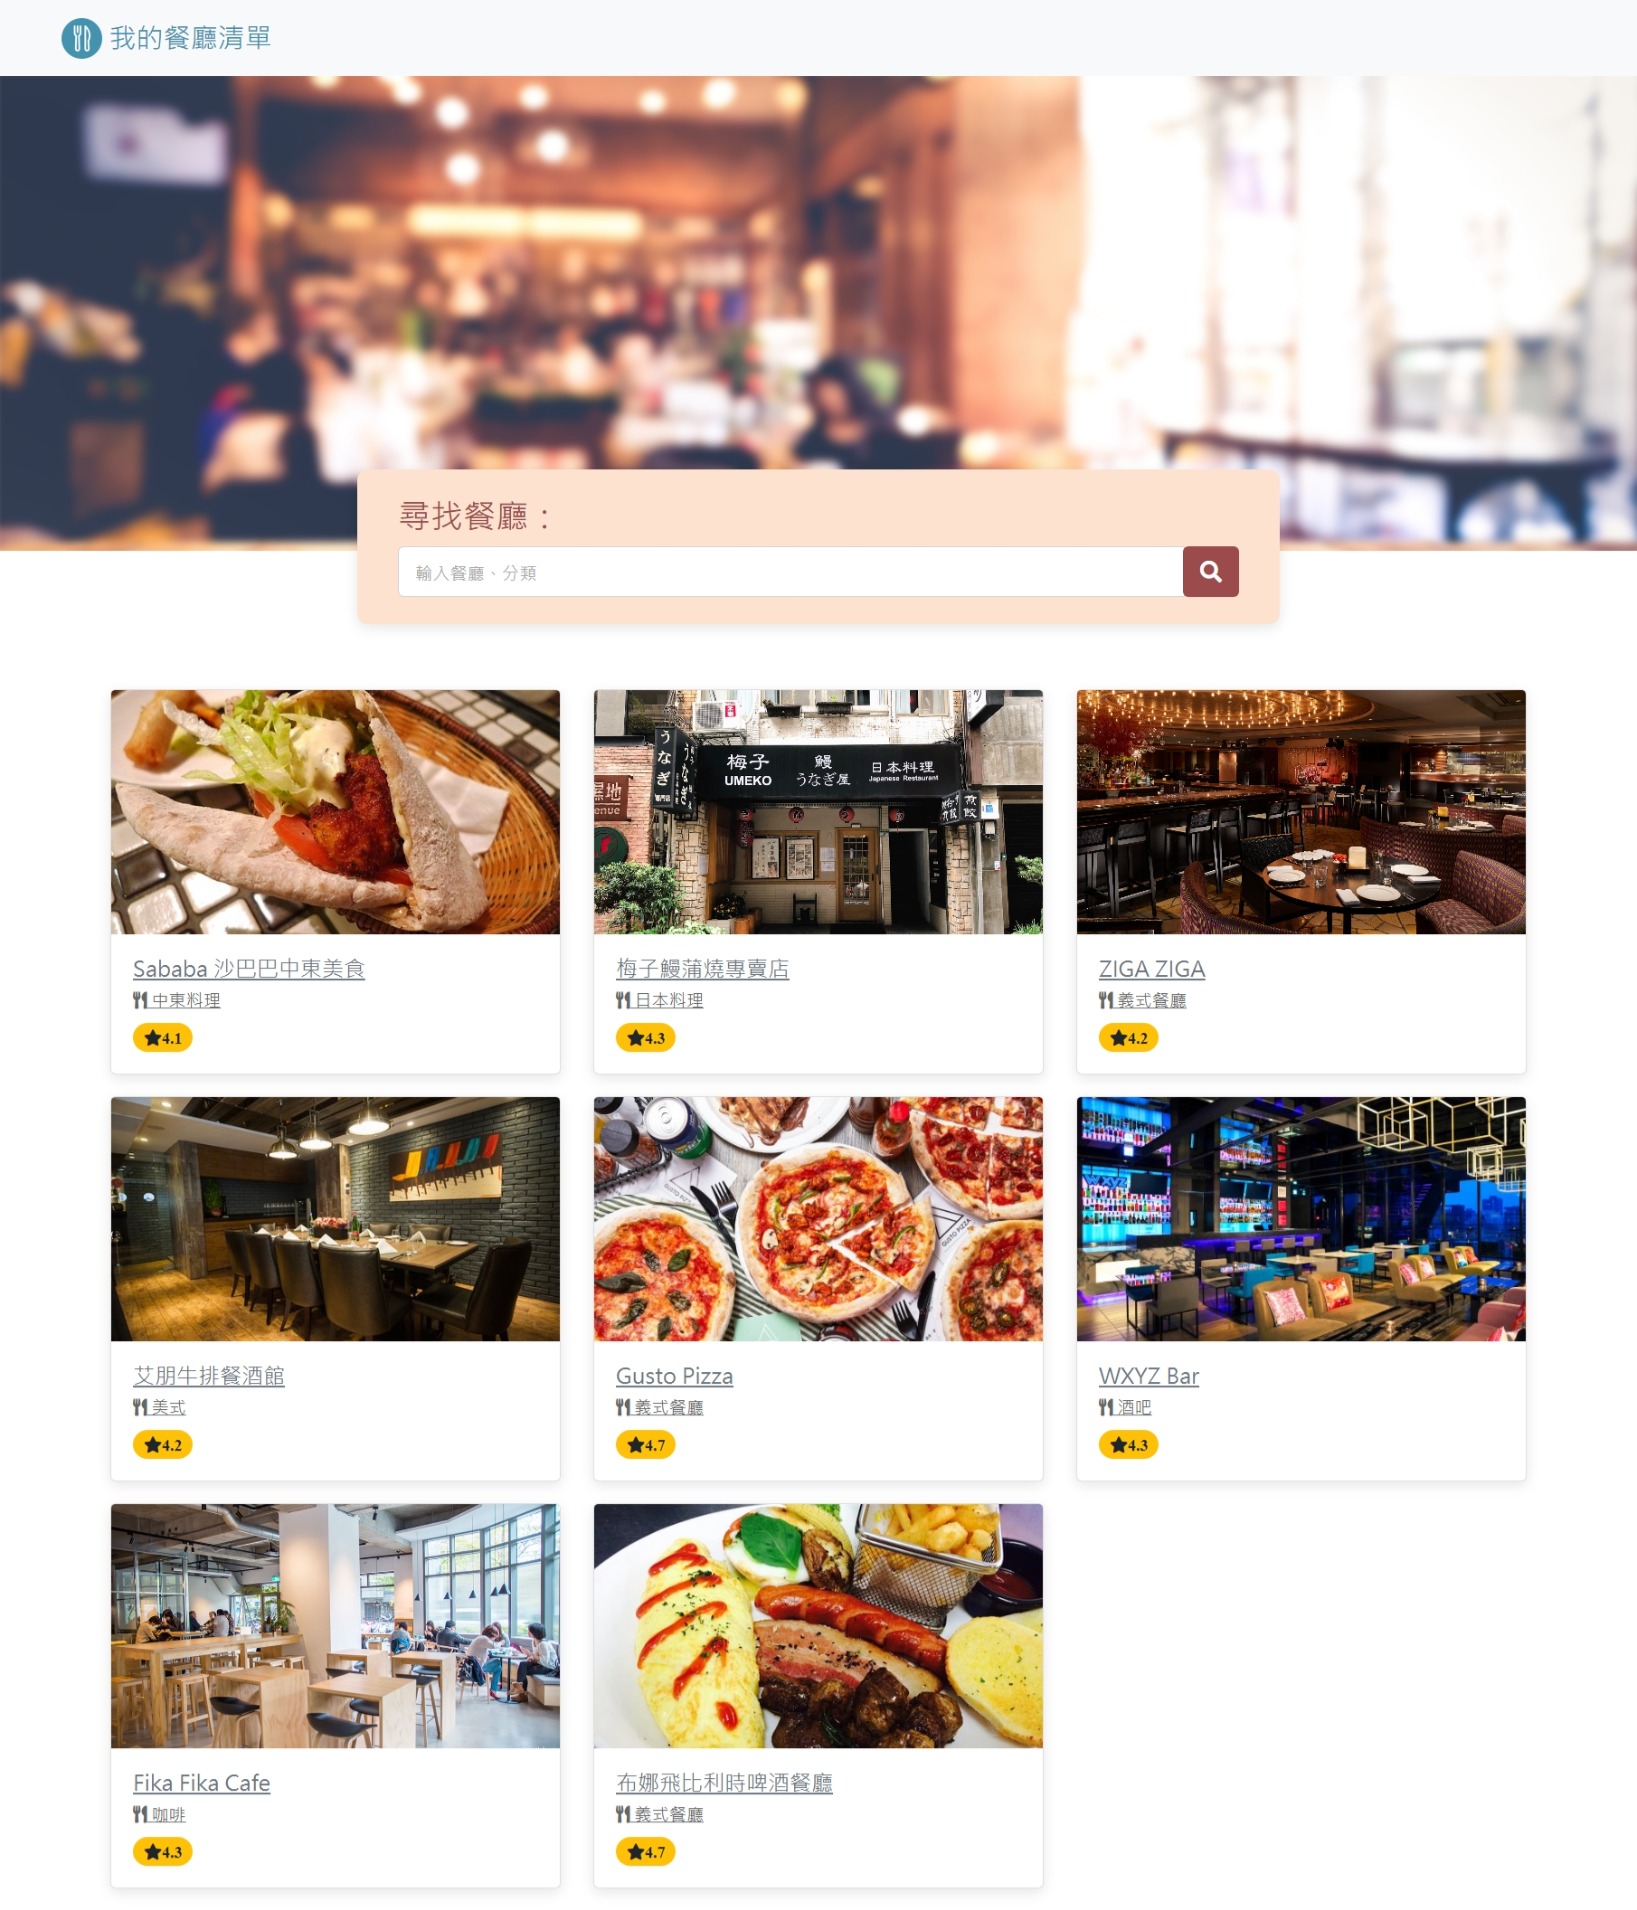 我的餐廳清單
尋找餐廳：
輸入餐廳、分類
うなぎ
梅子
UMEKO
鰻
うなぎ屋
日本料理
Japanese Restaurant
Sababa 沙巴巴中東美食
中東料理
4.1
梅子鰻蒲燒專賣店
日本料理
4.3
ZIGA ZIGA
義式餐廳
4.2
GUSTO PIZZA
艾朋牛排餐酒館
美式
4.2
Gusto Pizza
義式餐廳
4.7
WXYZ Bar
酒吧
4.3
Fika Fika Cafe
咖啡
4.3
布娜飛比利時啤酒餐廳
義式餐廳
4.7